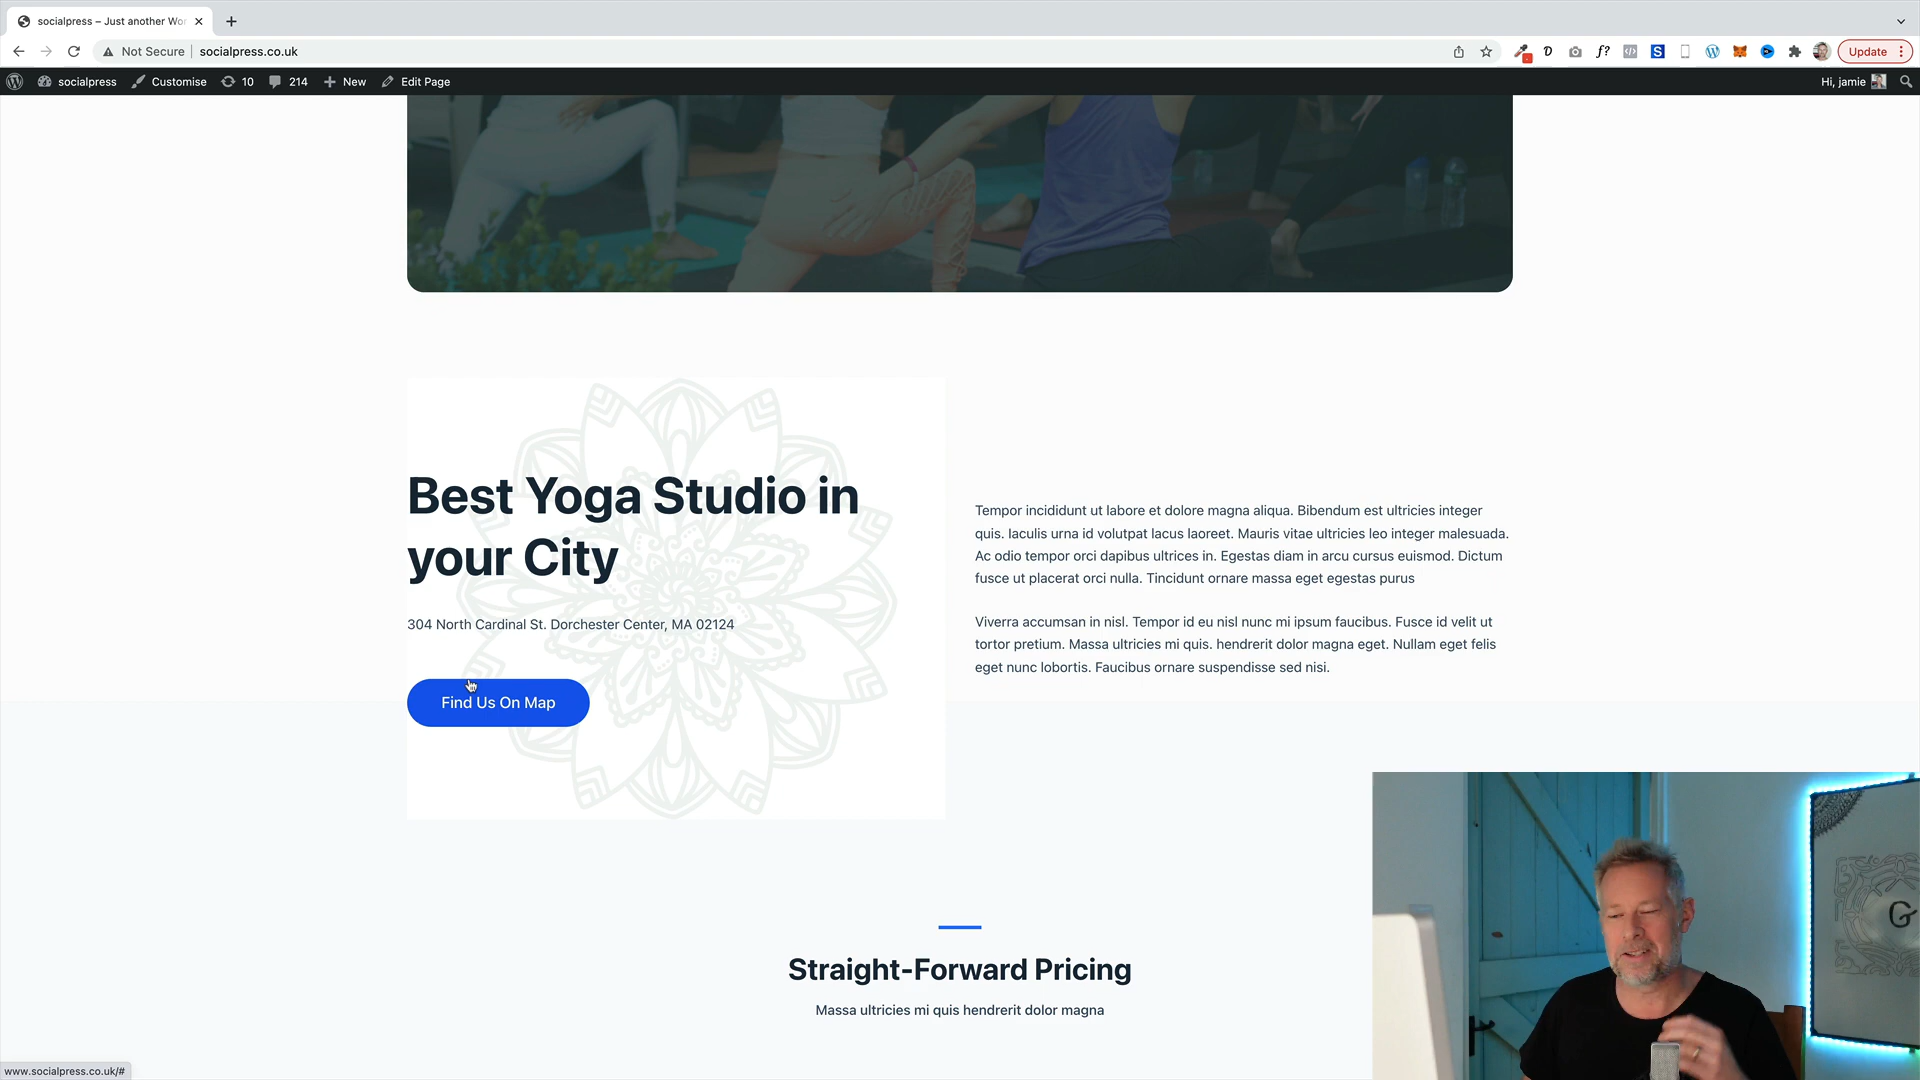 socialpress – Just another Wor
Not Secure
socialpress.co.uk
Update
socialpress
Customise
10
214
New
Edit Page
Hi, jamie
Best Yoga Studio in
your City
304 North Cardinal St. Dorchester Center, MA 02124
Find Us On Map
Tempor incididunt ut labore et dolore magna aliqua. Bibendum est ultricies integer
quis. Iaculis urna id volutpat lacus laoreet. Mauris vitae ultricies leo integer malesuada.
Ac odio tempor orci dapibus ultrices in. Egestas diam in arcu cursus euismod. Dictum
fusce ut placerat orci nulla. Tincidunt ornare massa eget egestas purus
Viverra accumsan in nisl. Tempor id eu nisl nunc mi ipsum faucibus. Fusce id velit ut
tortor pretium. Massa ultricies mi quis. hendrerit dolor magna eget. Nullam eget felis
eget nunc lobortis. Faucibus ornare suspendisse sed nisi.
Straight-Forward Pricing
Massa ultricies mi quis hendrerit dolor magna
G
www.socialpress.co.uk/#